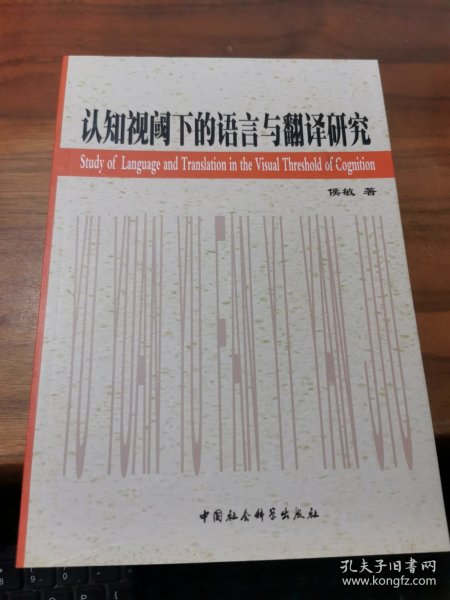 认知视阈下的语言与翻译研究
Study of Language and Translation in the Visual Threshold of Cognition
侯敏 著
中国社会科学出版社
孔夫子旧书网
www.kongfz.com